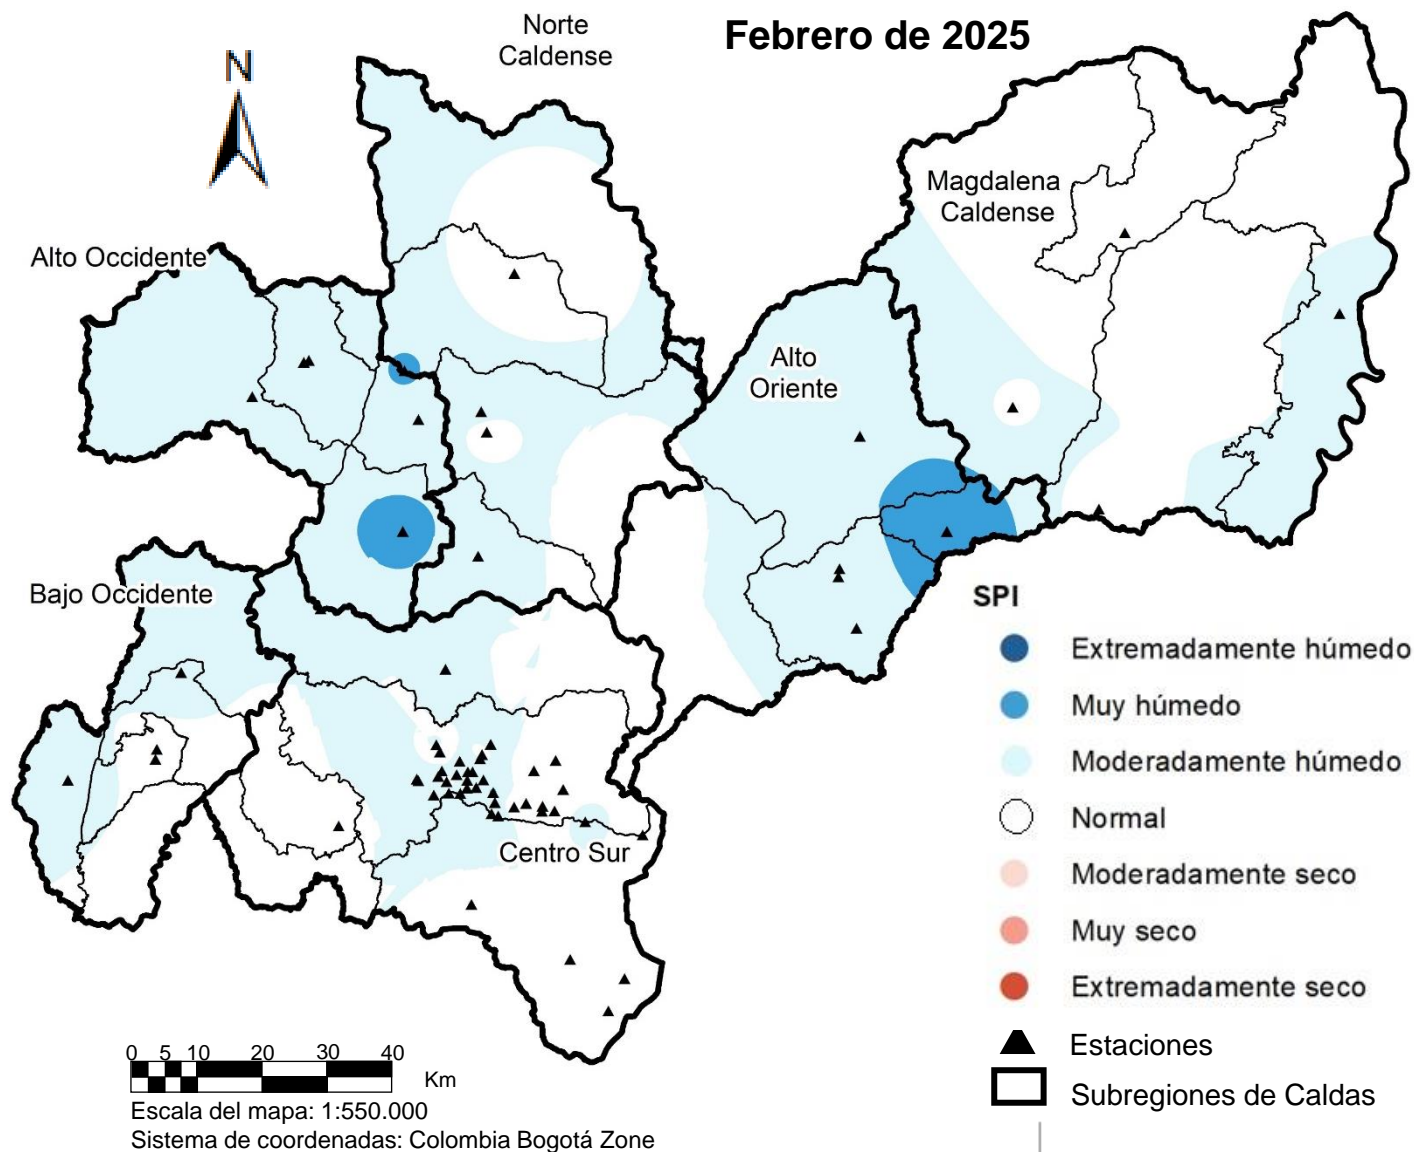 Febrero de 2025
Norte
Caldense
N
Magdalena
Caldense
Alto Occidente
Alto
Oriente
Bajo Occidente
Centro Sur
SPI
Extremadamente húmedo
Muy húmedo
Moderadamente húmedo
Normal
Moderadamente seco
Muy seco
Extremadamente seco
Estaciones
Subregiones de Caldas
0 5 10 20 30 40
Km
Escala del mapa: 1:550.000
Sistema de coordenadas: Colombia Bogotá Zone